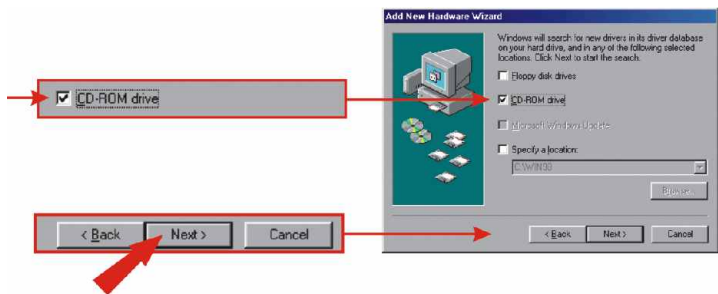 Add New Hardware Wizard
Windows will search for new drivers in its driver database
on your hard drive, and in any of the following selected
locations. Click Next to start the search.
Floppy disk drives
CD-ROM drive
CD-ROM drive
Microsoft Windows Update
Specify a location:
C:\WIN98
Browse...
< Back Next > Cancel
< Back Next > Cancel